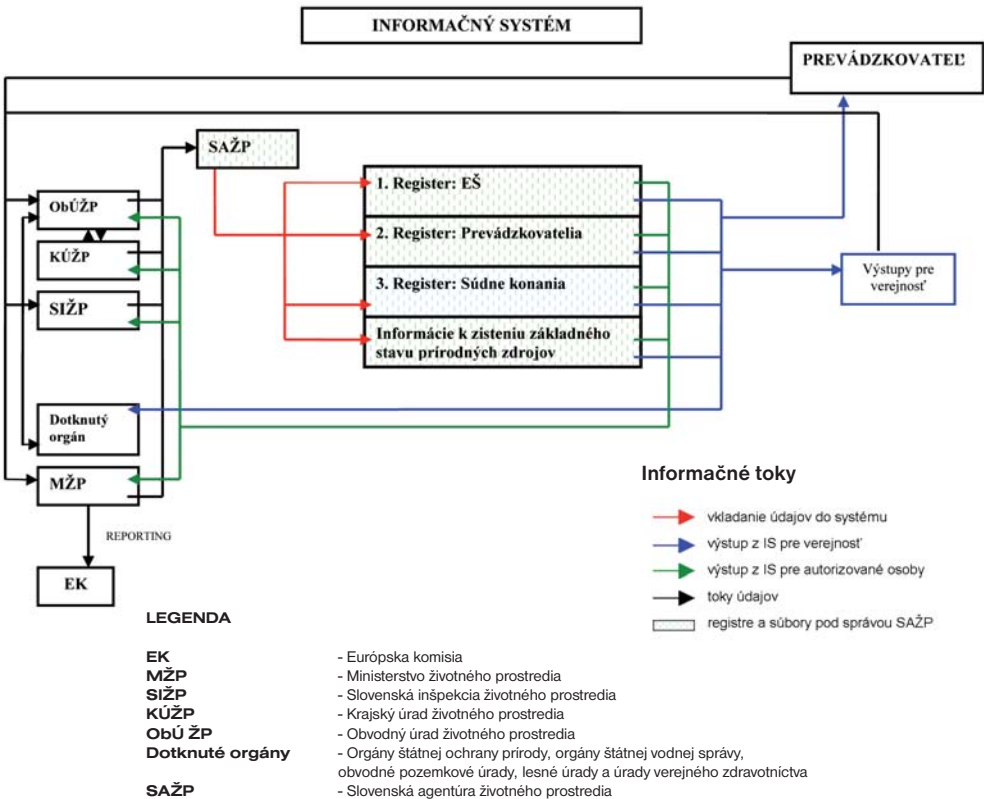 INFORMAČNÝ SYSTÉM
PREVÁDZKOVATEĽ
SAŽP
ObÚŽP
KÚŽP
SIŽP
Dotknutý
orgán
MŽP
REPORTING
EK
1. Register: EŠ
2. Register: Prevádzkovatelia
3. Register: Súdne konania
Informácie k zisteniu základného
stavu prírodných zdrojov
Výstupy pre
verejnosť
Informačné toky
vkladanie údajov do systému
výstup z IS pre verejnosť
výstup z IS pre autorizované osoby
toky údajov
registre a súbory pod správou SAŽP
LEGENDA
EK - Európska komisia
MŽP - Ministerstvo životného prostredia
SIŽP - Slovenská inšpekcia životného prostredia
KÚŽP - Krajský úrad životného prostredia
ObÚ ŽP - Obvodný úrad životného prostredia
Dotknuté orgány - Orgány štátnej ochrany prírody, orgány štátnej vodnej správy,
obvodné pozemkové úrady, lesné úrady a úrady verejného zdravotníctva
SAŽP - Slovenská agentúra životného prostredia